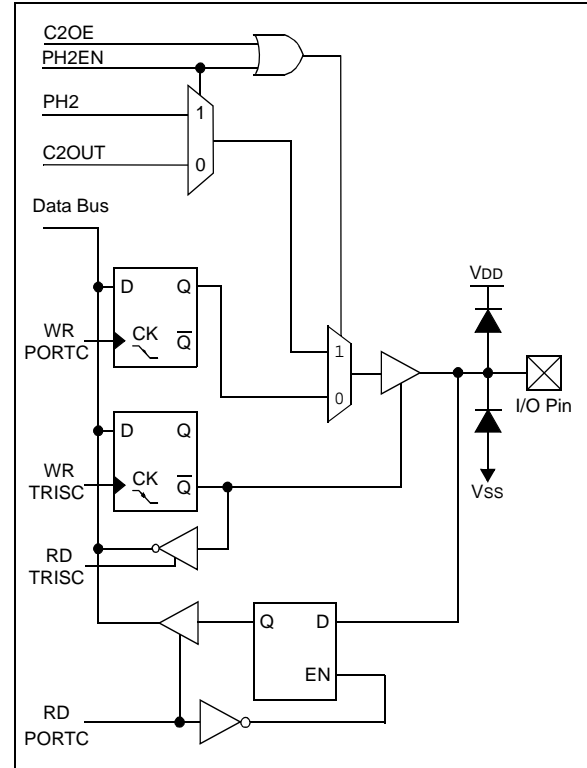 C2OE
PH2EN
PH2
1
C2OUT
0
Data Bus
D Q
CK
Q
WR
PORTC
VDD
1
0
I/O Pin
VSS
D Q
CK
Q
WR
TRISC
RD
TRISC
Q D
EN
RD
PORTC